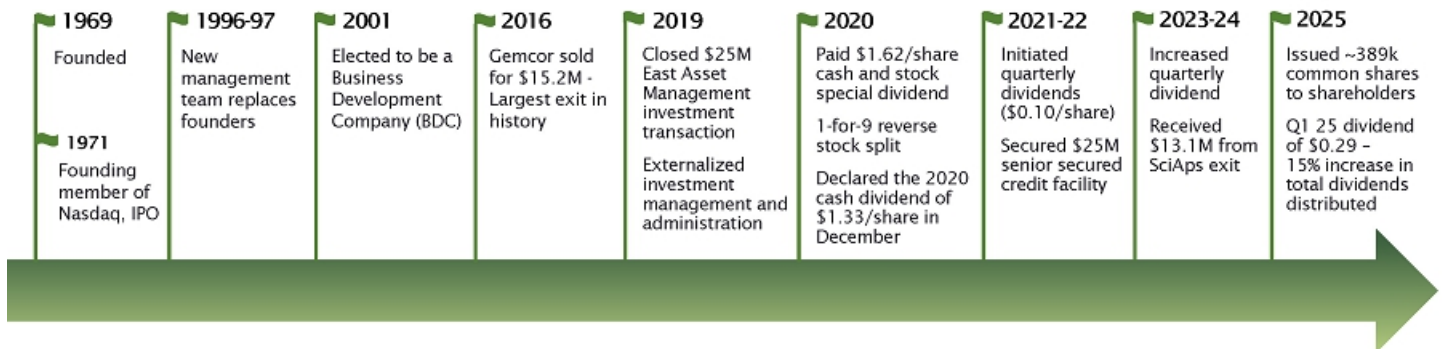 1969
Founded
1971
Founding
member of
Nasdaq, IPO
1996-97
New
management
team replaces
founders
2001
Elected to be a
Business
Development
Company (BDC)
2016
Gemcor sold
for $15.2M -
Largest exit in
history
2019
Closed $25M
East Asset
Management
investment
transaction
Externalized
investment
management and
administration
2020
Paid $1.62/share
cash and stock
special dividend
1-for-9 reverse
stock split
Declared the 2020
cash dividend of
$1.33/share in
December
2021-22
Initiated
quarterly
dividends
($0.10/share)
Secured $25M
senior secured
credit facility
2023-24
Increased
quarterly
dividend
Received
$13.1M from
SciAps exit
2025
Issued ~389k
common shares
to shareholders
Q1 25 dividend
of $0.29 –
15% increase in
total dividends
distributed